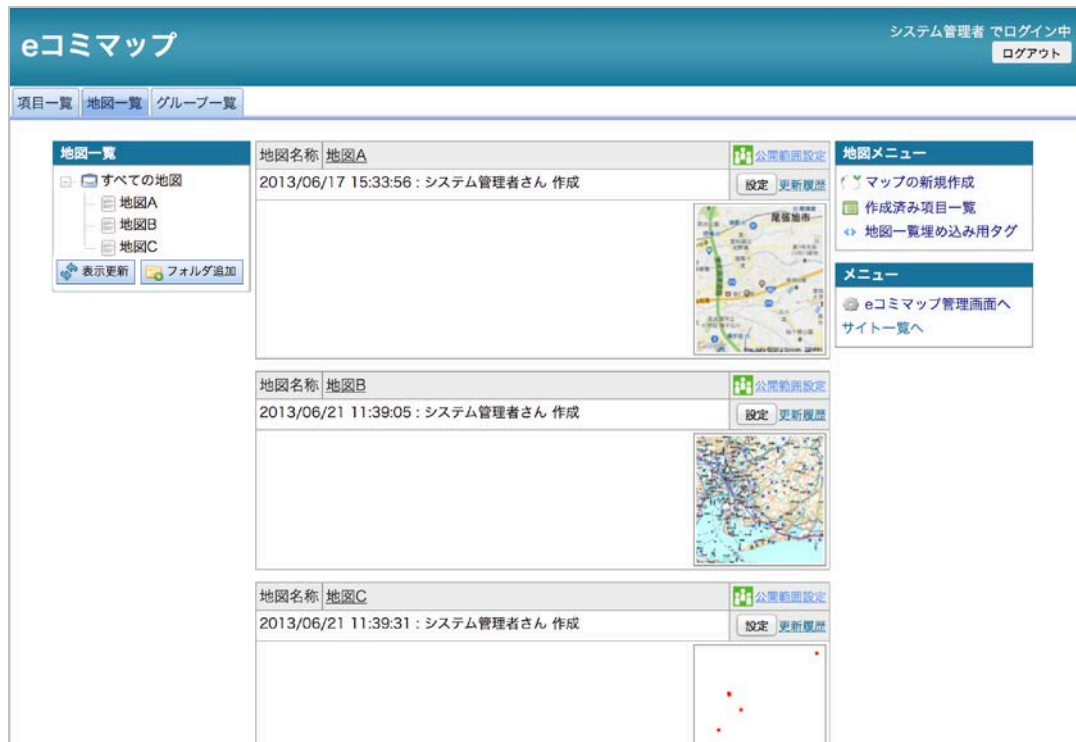 eコミマップ
システム管理者 でログイン中
ログアウト
項目一覧 地図一覧 グループ一覧
地図一覧
すべての地図
地図A
地図B
地図C
表示更新 フォルダ追加
地図名称 地図A 公開範囲設定
2013/06/17 15:33:56 : システム管理者さん 作成 設定 更新履歴
尾張旭市
地図名称 地図B 公開範囲設定
2013/06/21 11:39:05 : システム管理者さん 作成 設定 更新履歴
地図名称 地図C 公開範囲設定
2013/06/21 11:39:31 : システム管理者さん 作成 設定 更新履歴
地図メニュー
マップの新規作成
作成済み項目一覧
地図一覧埋め込み用タグ
メニュー
eコミマップ管理画面へ
サイト一覧へ